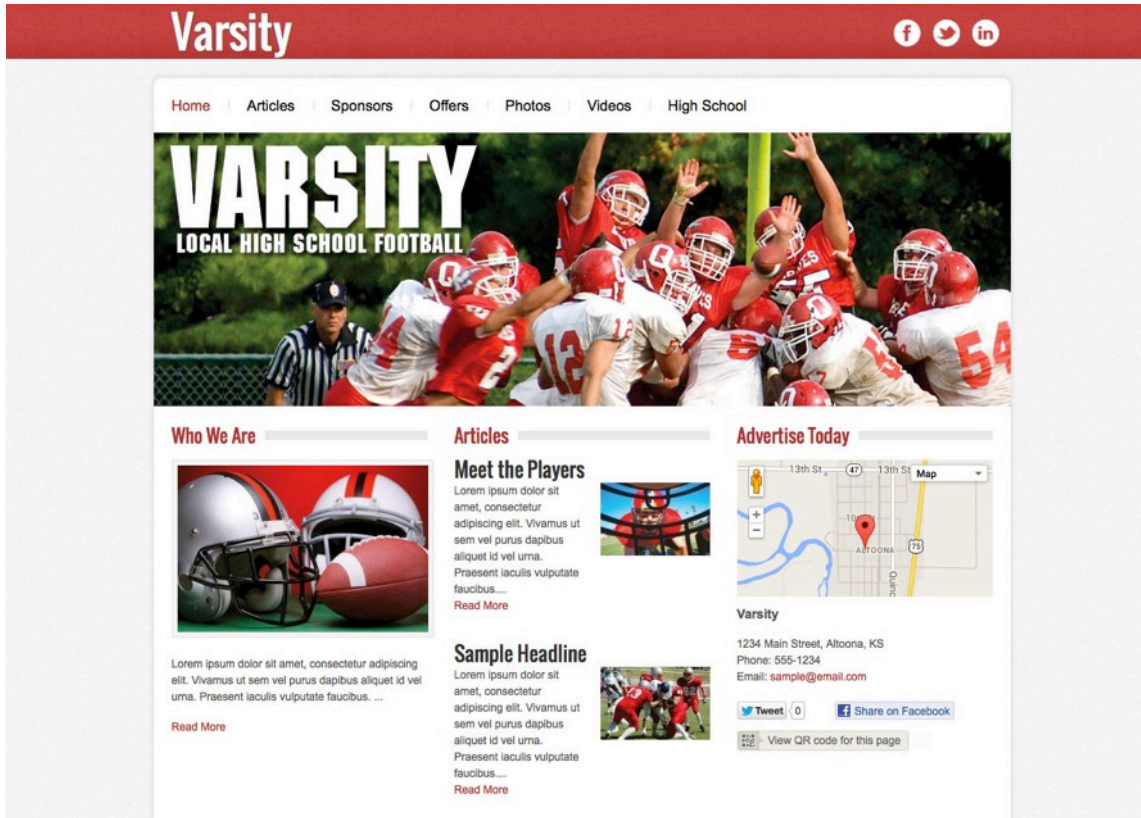 Varsity
Home
Articles
Sponsors
Offers
Photos
Videos
High School
VARSITY
LOCAL HIGH SCHOOL FOOTBALL
Who We Are
Lorem ipsum dolor sit amet, consectetur adipiscing
elit. Vivamus ut sem vel purus dapibus aliquet id vel
urna. Praesent iaculis vulputate faucibus. ...
Read More
Articles
Meet the Players
Lorem ipsum dolor sit
amet, consectetur
adipiscing elit. Vivamus ut
sem vel purus dapibus
aliquet id vel urna.
Praesent iaculis vulputate
faucibus....
Read More
Sample Headline
Lorem ipsum dolor sit
amet, consectetur
adipiscing elit. Vivamus ut
sem vel purus dapibus
aliquet id vel urna.
Praesent iaculis vulputate
faucibus....
Read More
Advertise Today
13th St
47
13th St
Map
ALTOONA
75
Varsity
1234 Main Street, Altoona, KS
Phone: 555-1234
Email: sample@email.com
Tweet 0
Share on Facebook
View QR code for this page